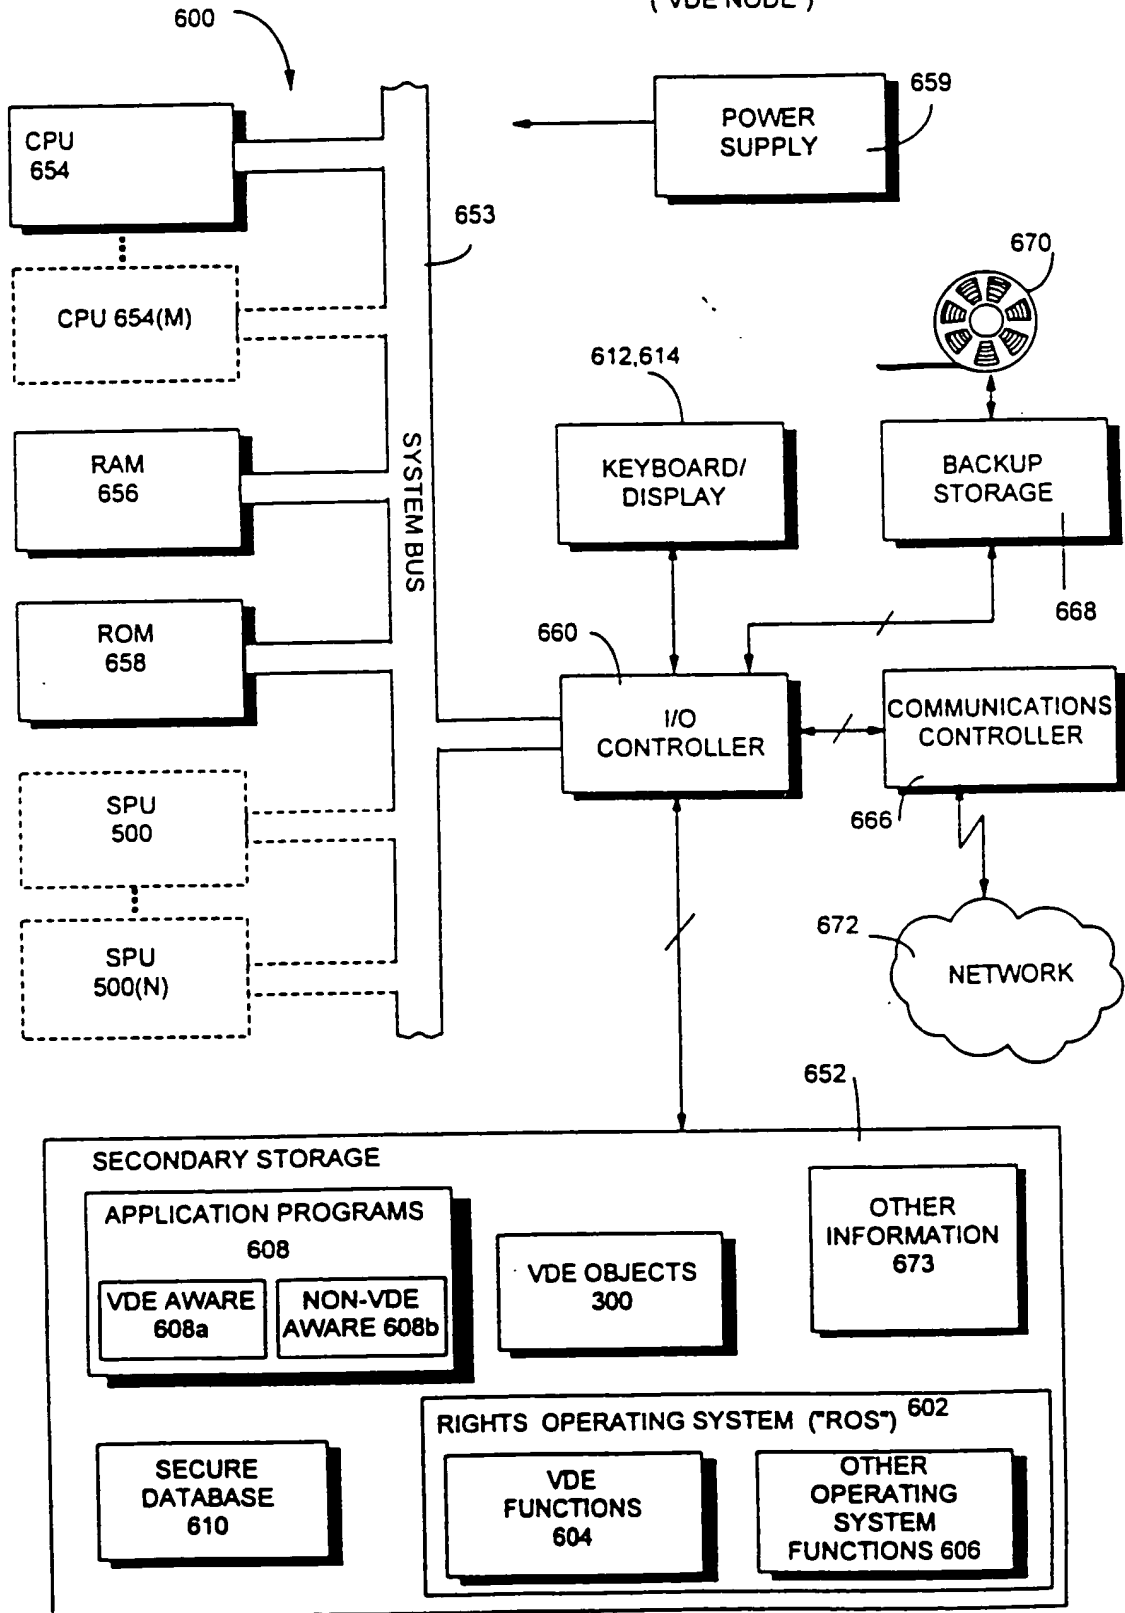 ("VDE NODE")
600
CPU
654
POWER
SUPPLY
659
653
CPU 654(M)
670
612,614
RAM
656
SYSTEM BUS
KEYBOARD/
DISPLAY
BACKUP
STORAGE
668
ROM
658
660
I/O
CONTROLLER
COMMUNICATIONS
CONTROLLER
666
SPU
500
SPU
500(N)
672
NETWORK
652
SECONDARY STORAGE
APPLICATION PROGRAMS
608
VDE AWARE
608a
NON-VDE
AWARE 608b
VDE OBJECTS
300
OTHER
INFORMATION
673
SECURE
DATABASE
610
RIGHTS OPERATING SYSTEM ("ROS") 602
VDE
FUNCTIONS
604
OTHER
OPERATING
SYSTEM
FUNCTIONS 606